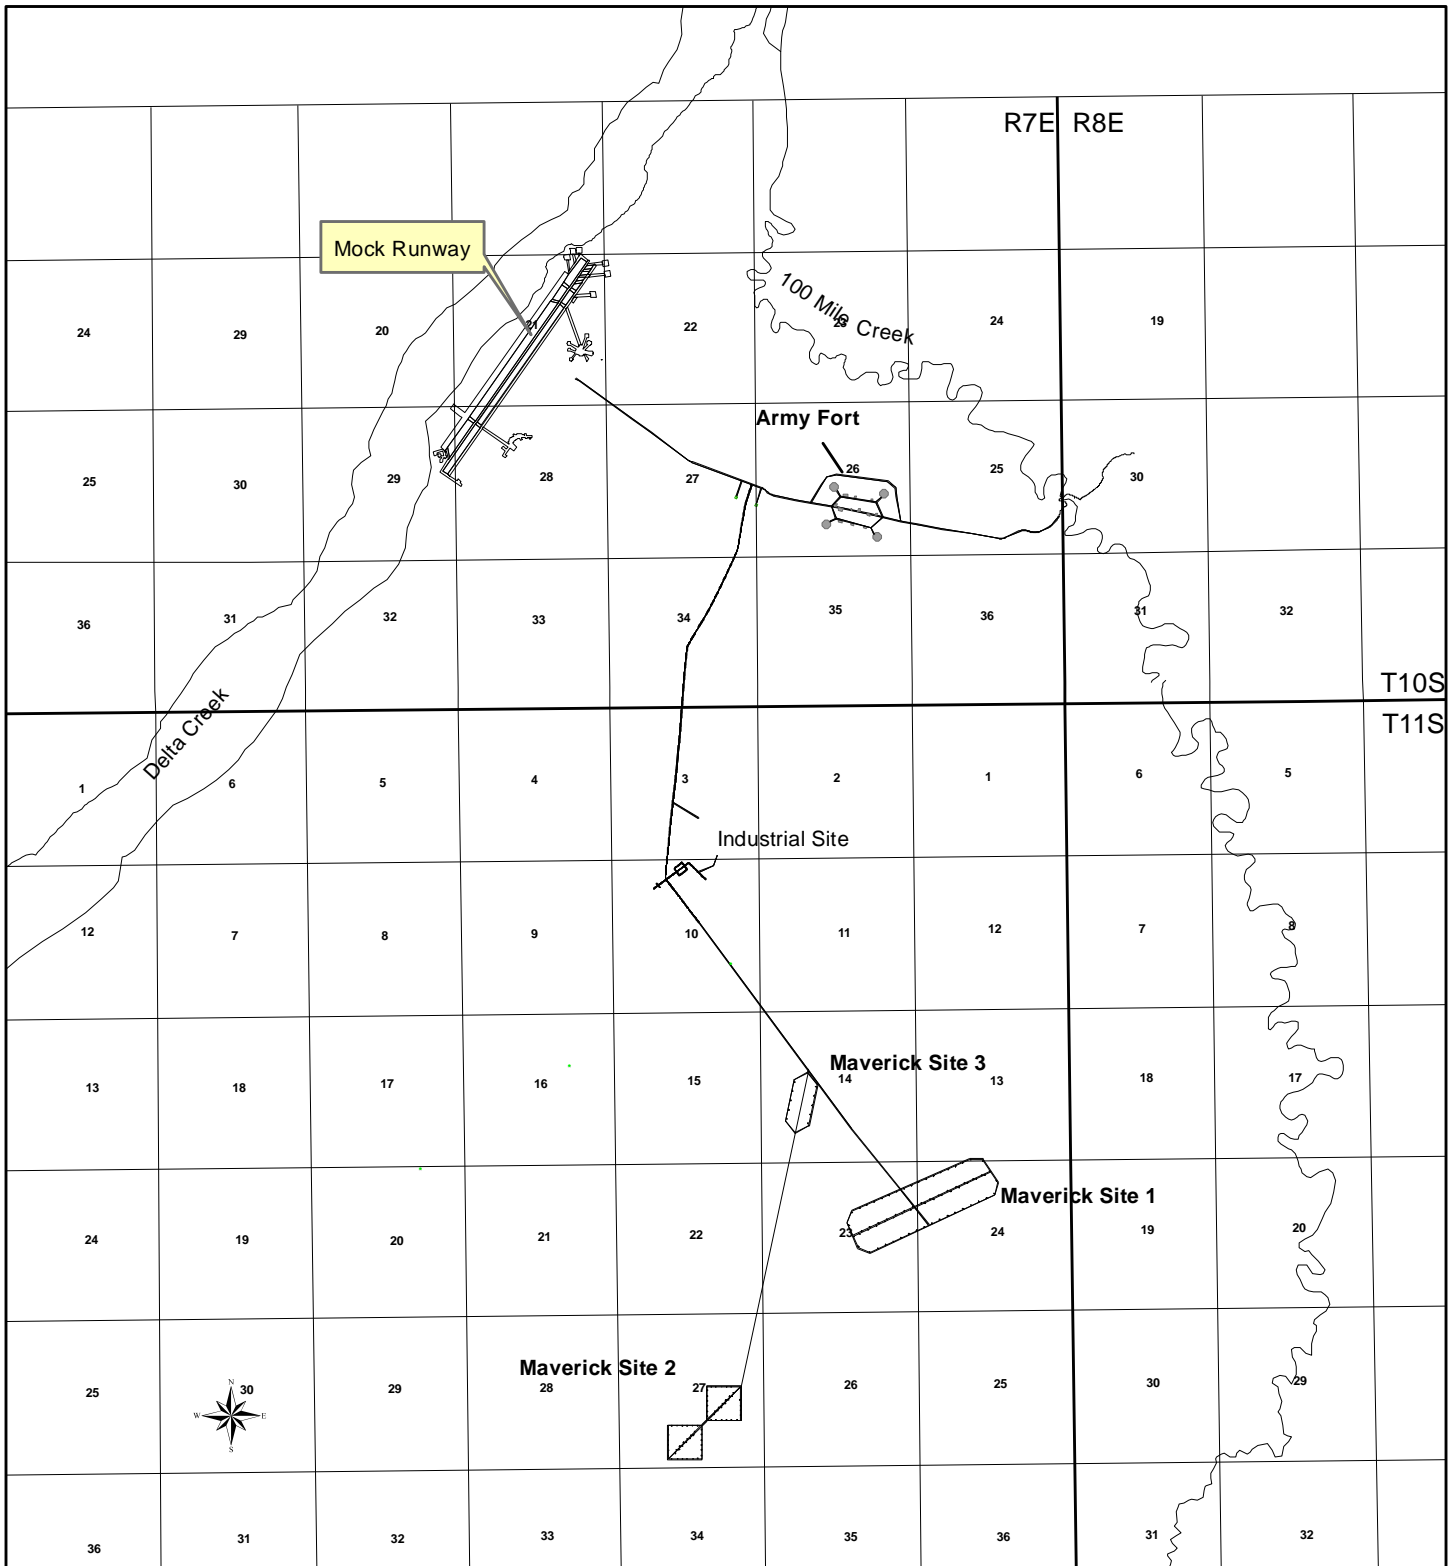 R7E R8E
Mock Runway
100 Mile Creek
24 29 20 21 22 23 24 19
Army Fort
25 30 29 28 27 26 25 30
36 31 32 33 34 35 36 31 32
T10S
T11S
Delta Creek
1 6 5 4 3 2 1 6 5
Industrial Site
12 7 8 9 10 11 12 7 8
Maverick Site 3
13 18 17 16 15 14 13 18 17
Maverick Site 1
24 19 20 21 22 23 24 19 20
Maverick Site 2
25 30 29 28 27 26 25 30 29
N
W E
S
36 31 32 33 34 35 36 31 32